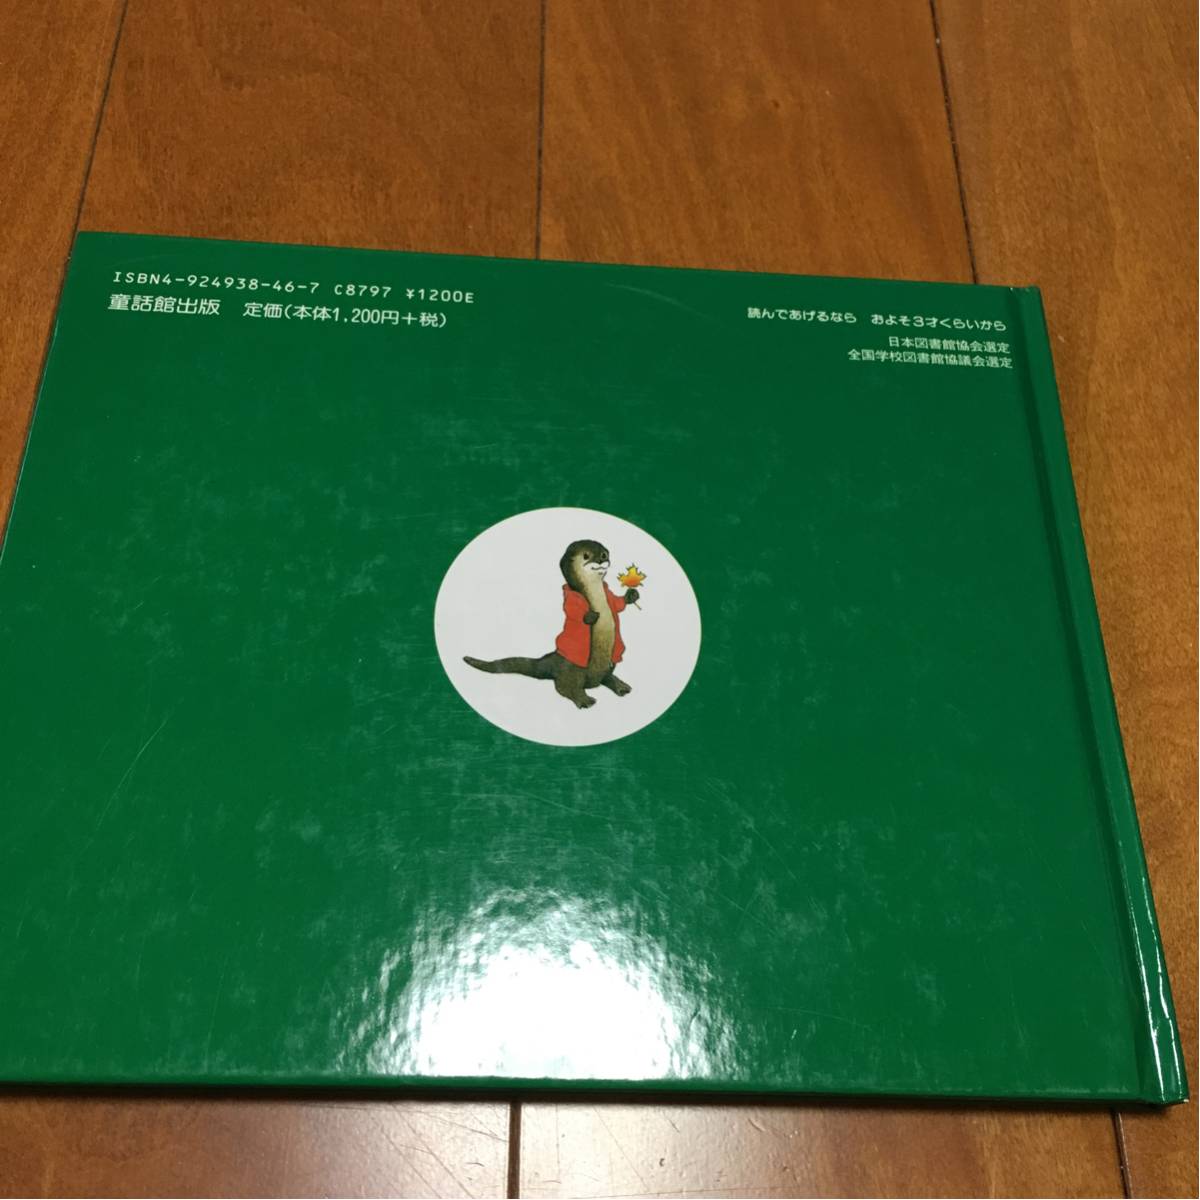 ISBN4-924938-46-7 C8797 ¥1200E
童話館出版 定価(本体1,200円+税)
読んであげるなら およそ3才くらいから
日本図書館協会選定
全国学校図書館協議会選定